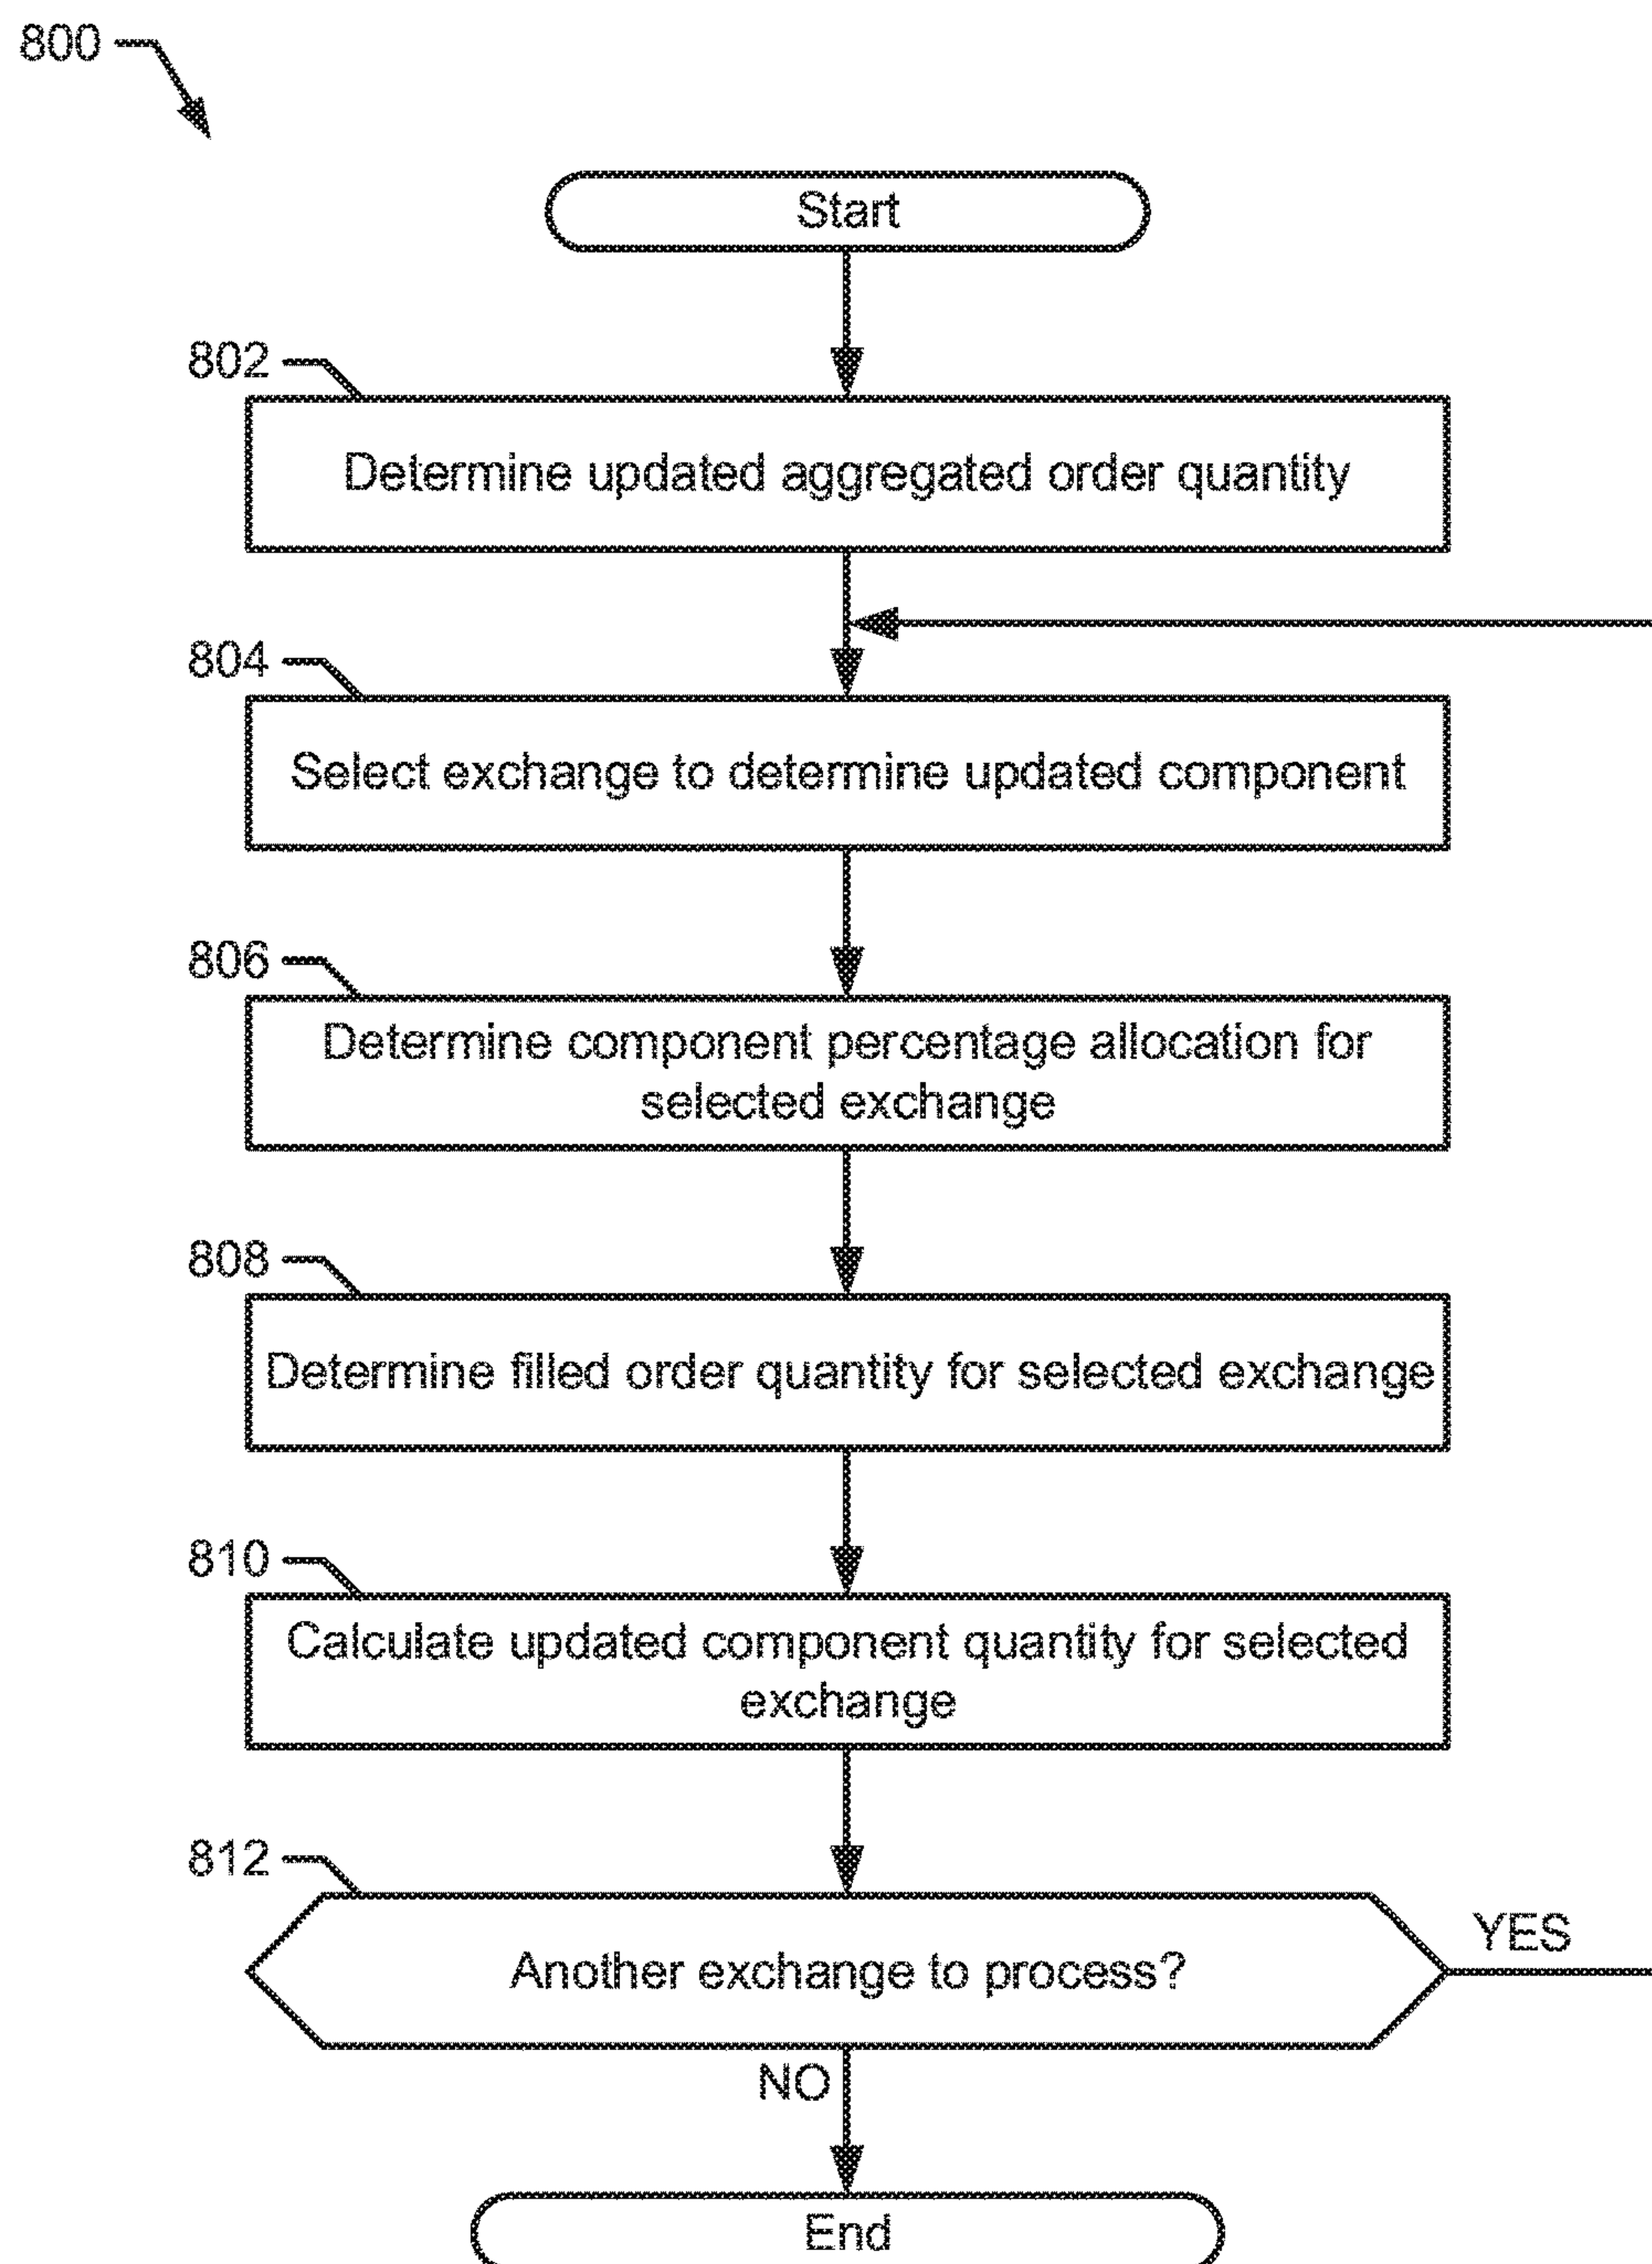 800
Start
802
Determine updated aggregated order quantity
804
Select exchange to determine updated component
806
Determine component percentage allocation for
selected exchange
808
Determine filled order quantity for selected exchange
810
Calculate updated component quantity for selected
exchange
812
Another exchange to process?
YES
NO
End